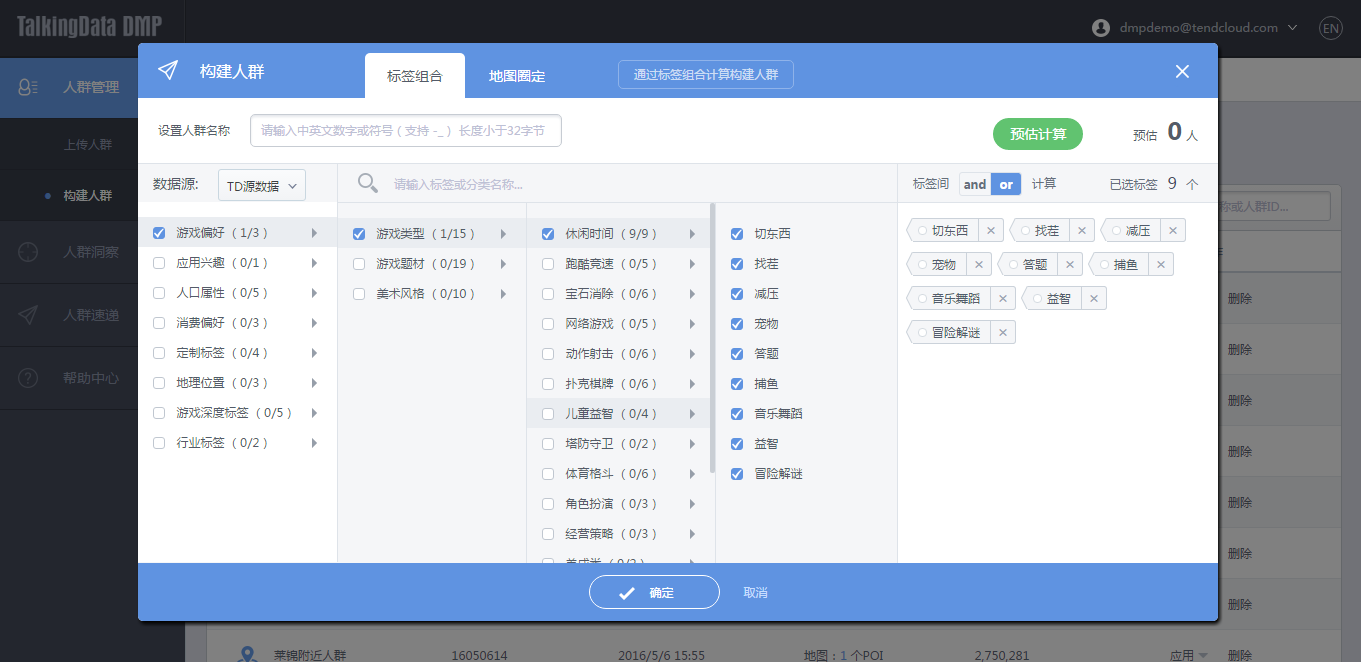 TalkingData DMP
dmpdemo@tendcloud.com
EN
人群管理
上传人群
构建人群
人群洞察
人群速递
帮助中心
构建人群
标签组合
地图圈定
通过标签组合计算构建人群
设置人群名称
请输入中英文数字或符号（支持 -_ ）长度小于32字节
预估计算
预估 0 人
数据源:
TD源数据
请输入标签或分类名称...
标签间 and or 计算
已选标签 9 个
游戏偏好（ 1/3 ）
应用兴趣（ 0/1 ）
人口属性（ 0/5 ）
消费偏好（ 0/3 ）
定制标签（ 0/4 ）
地理位置（ 0/3 ）
游戏深度标签（ 0/5 ）
行业标签（ 0/2 ）
游戏类型（ 1/15 ）
游戏题材（ 0/19 ）
美术风格（ 0/10 ）
休闲时间（ 9/9 ）
跑酷竞速（ 0/5 ）
宝石消除（ 0/6 ）
网络游戏（ 0/5 ）
动作射击（ 0/6 ）
扑克棋牌（ 0/6 ）
儿童益智（ 0/4 ）
塔防守卫（ 0/2 ）
体育格斗（ 0/6 ）
角色扮演（ 0/3 ）
经营策略（ 0/3 ）
切东西
找茬
减压
宠物
答题
捕鱼
音乐舞蹈
益智
冒险解谜
切东西 找茬 减压
宠物 答题 捕鱼
音乐舞蹈 益智
冒险解谜
称或人群ID...
删除
删除
删除
删除
删除
删除
删除
确定
取消
莱锦附近人群 16050614 2016/5/6 15:55 地图：1 个POI 2,750,281 应用 删除